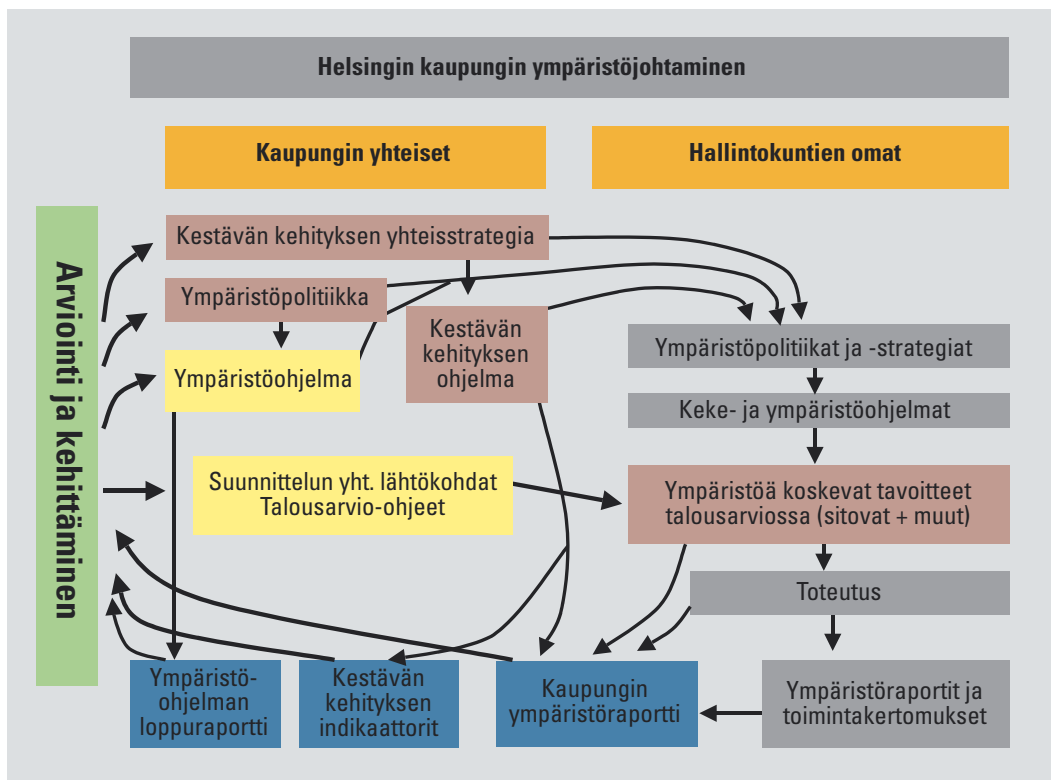 Helsingin kaupungin ympäristöjohtaminen
Kaupungin yhteiset
Hallintokuntien omat
Arviointi ja kehittäminen
Kestävän kehityksen yhteisstrategia
Ympäristöpolitiikka
Ympäristöohjelma
Kestävän
kehityksen
ohjelma
Ympäristöpolitiikat ja -strategiat
Keke- ja ympäristöohjelmat
Suunnittelun yht. lähtökohdat
Talousarvio-ohjeet
Ympäristöä koskevat tavoitteet
talousarviossa (sitovat + muut)
Toteutus
Ympäristö-
ohjelman
loppuraportti
Kestävän
kehityksen
indikaattorit
Kaupungin
ympäristöraportti
Ympäristöraportit ja
toimintakertomukset